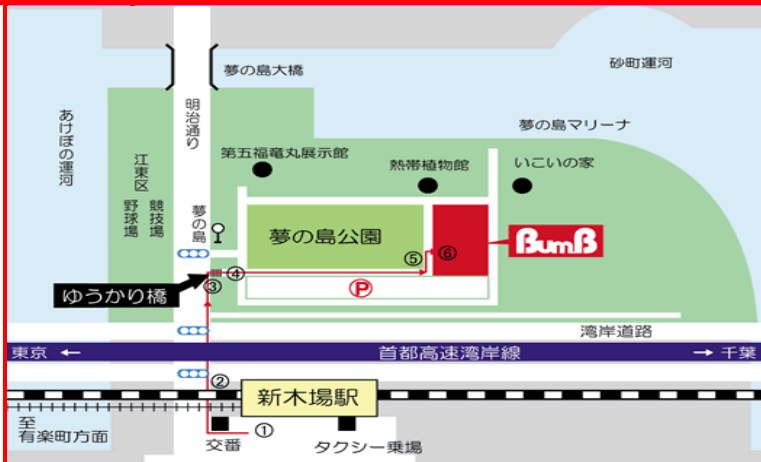 夢の島大橋
砂町運河
あけぼの運河
明治通り
夢の島マリーナ
江東区
野球場
競技場
第五福竜丸展示館
熱帯植物館
いこいの家
夢の島
夢の島公園
BumB
⑤
⑥
④
③
ゆうかり橋
P
湾岸道路
東京 ←
首都高速湾岸線
→ 千葉
②
新木場駅
至
有楽町方面
①
交番
タクシー乗場